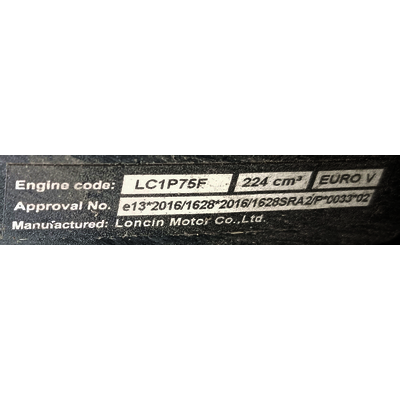 Engine code: LC1P75F 224 cm³ EURO V
Approval No. e13*2016/1628*2016/1628SRA2/P*0033*02
Manufactured: Loncin Motor Co.,Ltd.